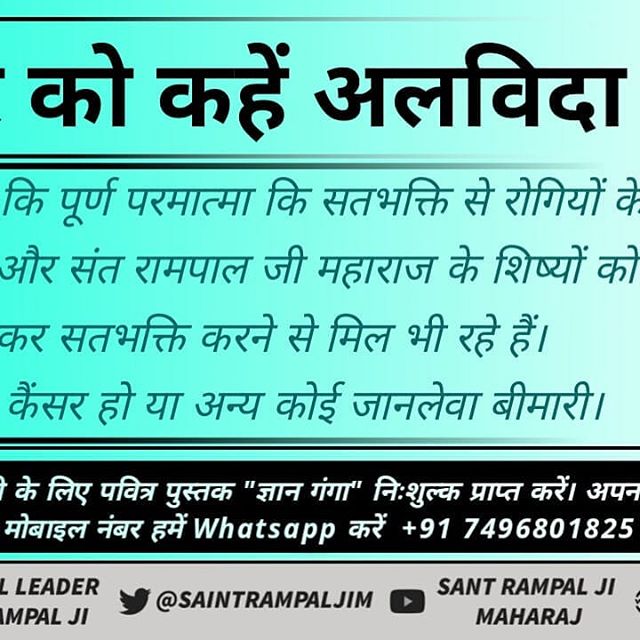 को कहें अलविदा
कि पूर्ण परमात्मा कि सतभक्ति से रोगियों के
और संत रामपाल जी महाराज के शिष्यों को
कर सतभक्ति करने से मिल भी रहे हैं।
कैंसर हो या अन्य कोई जानलेवा बीमारी।
के लिए पवित्र पुस्तक "ज्ञान गंगा" निःशुल्क प्राप्त करें। अपन
मोबाइल नंबर हमें Whatsapp करें +91 7496801825
L LEADER
AMPAL JI
@SAINTRAMPALJIM
SANT RAMPAL JI
MAHARAJ